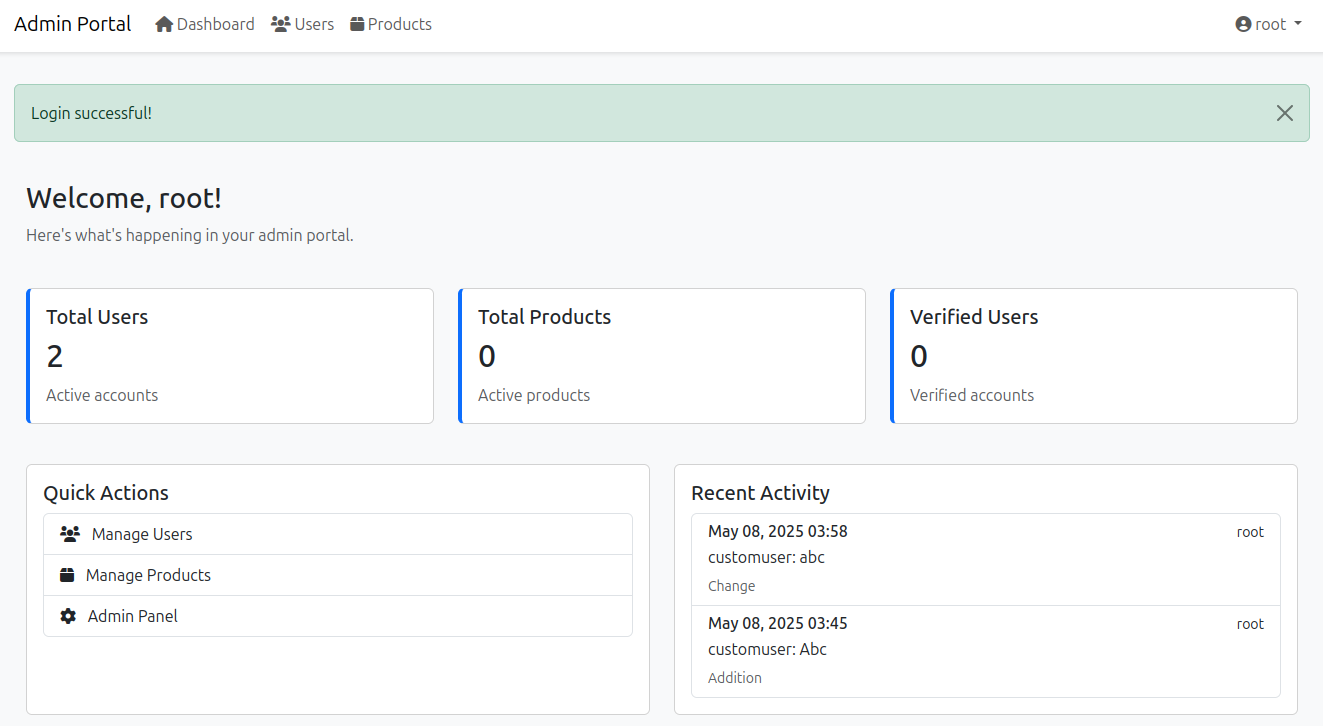 Admin Portal Dashboard Users Products root
Login successful!
Welcome, root!
Here's what's happening in your admin portal.
Total Users
2
Active accounts
Total Products
0
Active products
Verified Users
0
Verified accounts
Quick Actions
Manage Users
Manage Products
Admin Panel
Recent Activity
May 08, 2025 03:58 root
customuser: abc
Change
May 08, 2025 03:45 root
customuser: Abc
Addition